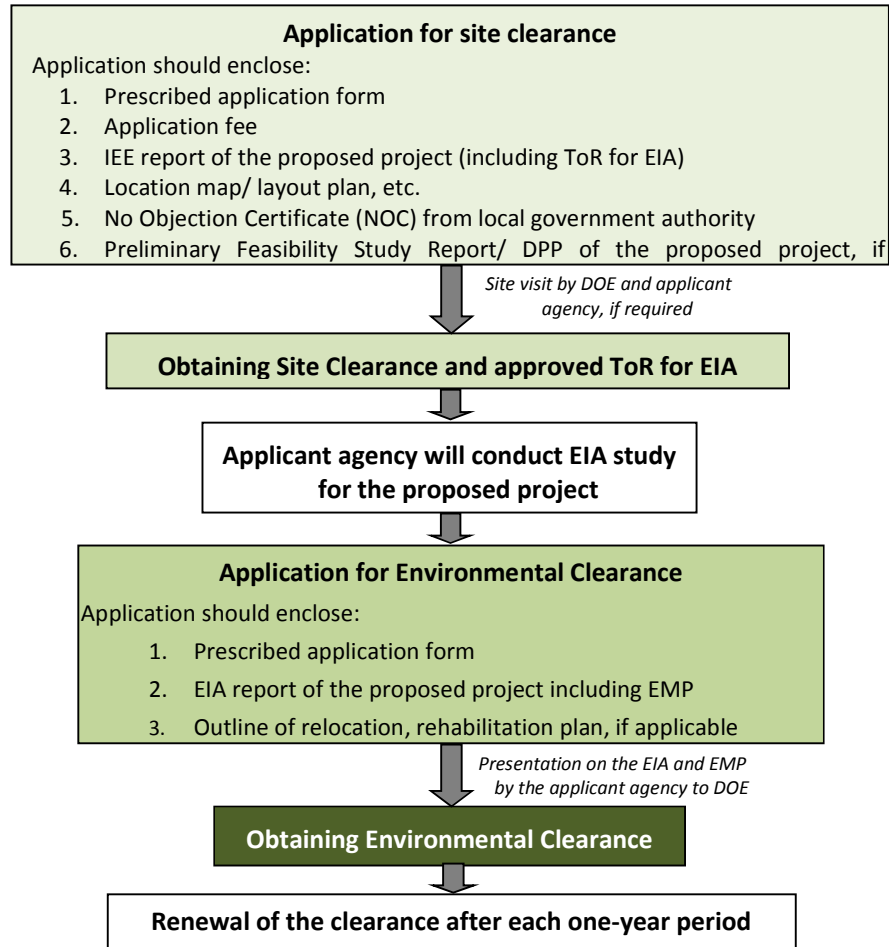 Application for site clearance
Application should enclose:
1. Prescribed application form
2. Application fee
3. IEE report of the proposed project (including ToR for EIA)
4. Location map/ layout plan, etc.
5. No Objection Certificate (NOC) from local government authority
6. Preliminary Feasibility Study Report/ DPP of the proposed project, if
Site visit by DOE and applicant
agency, if required
Obtaining Site Clearance and approved ToR for EIA
Applicant agency will conduct EIA study
for the proposed project
Application for Environmental Clearance
Application should enclose:
1. Prescribed application form
2. EIA report of the proposed project including EMP
3. Outline of relocation, rehabilitation plan, if applicable
Presentation on the EIA and EMP
by the applicant agency to DOE
Obtaining Environmental Clearance
Renewal of the clearance after each one-year period